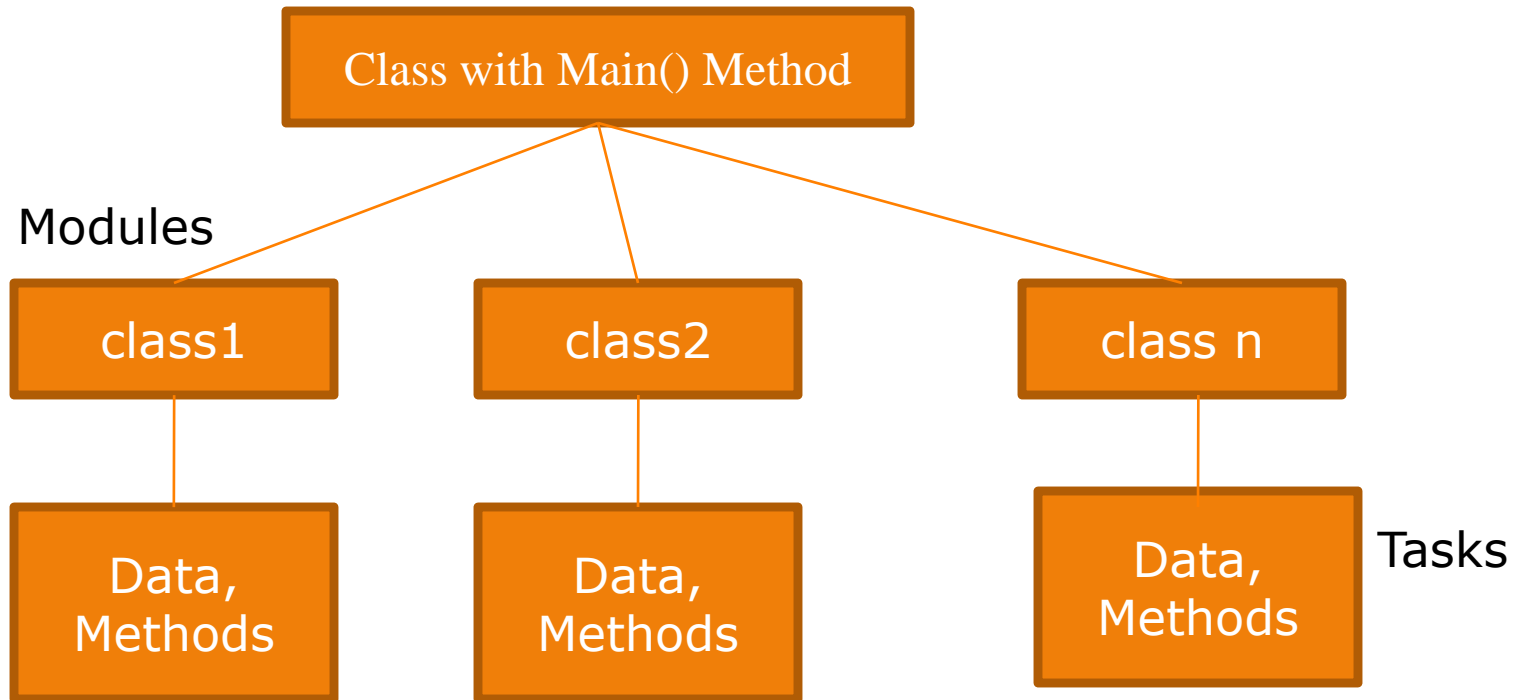 Class with Main() Method
Modules
class1
class2
class n
Data,
Methods
Data,
Methods
Data,
Methods
Tasks